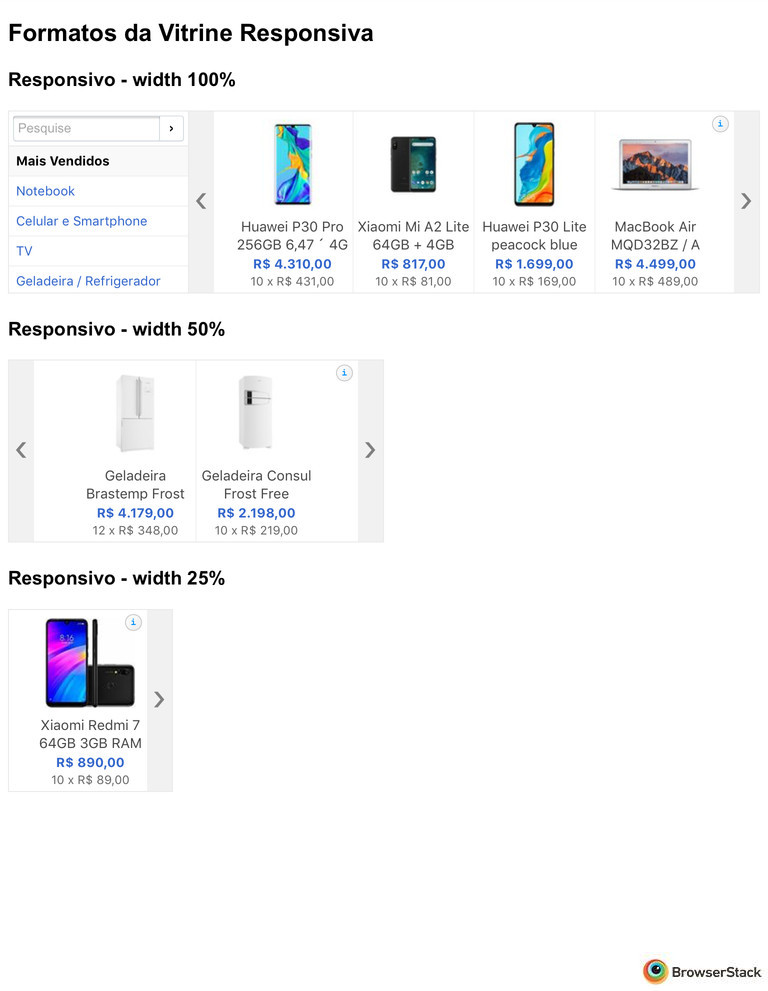 Formatos da Vitrine Responsiva
Responsivo - width 100%
Pesquise
›
Mais Vendidos
Notebook
Celular e Smartphone
TV
Geladeira / Refrigerador
‹
Huawei P30 Pro
256GB 6,47 ´ 4G
R$ 4.310,00
10 x R$ 431,00
Xiaomi Mi A2 Lite
64GB + 4GB
R$ 817,00
10 x R$ 81,00
Huawei P30 Lite
peacock blue
R$ 1.699,00
10 x R$ 169,00
i
MacBook Air
MQD32BZ / A
R$ 4.499,00
10 x R$ 489,00
›
Responsivo - width 50%
‹
Geladeira
Brastemp Frost
R$ 4.179,00
12 x R$ 348,00
i
Geladeira Consul
Frost Free
R$ 2.198,00
10 x R$ 219,00
›
Responsivo - width 25%
i
8:16
Xiaomi Redmi 7
64GB 3GB RAM
R$ 890,00
10 x R$ 89,00
›
BrowserStack